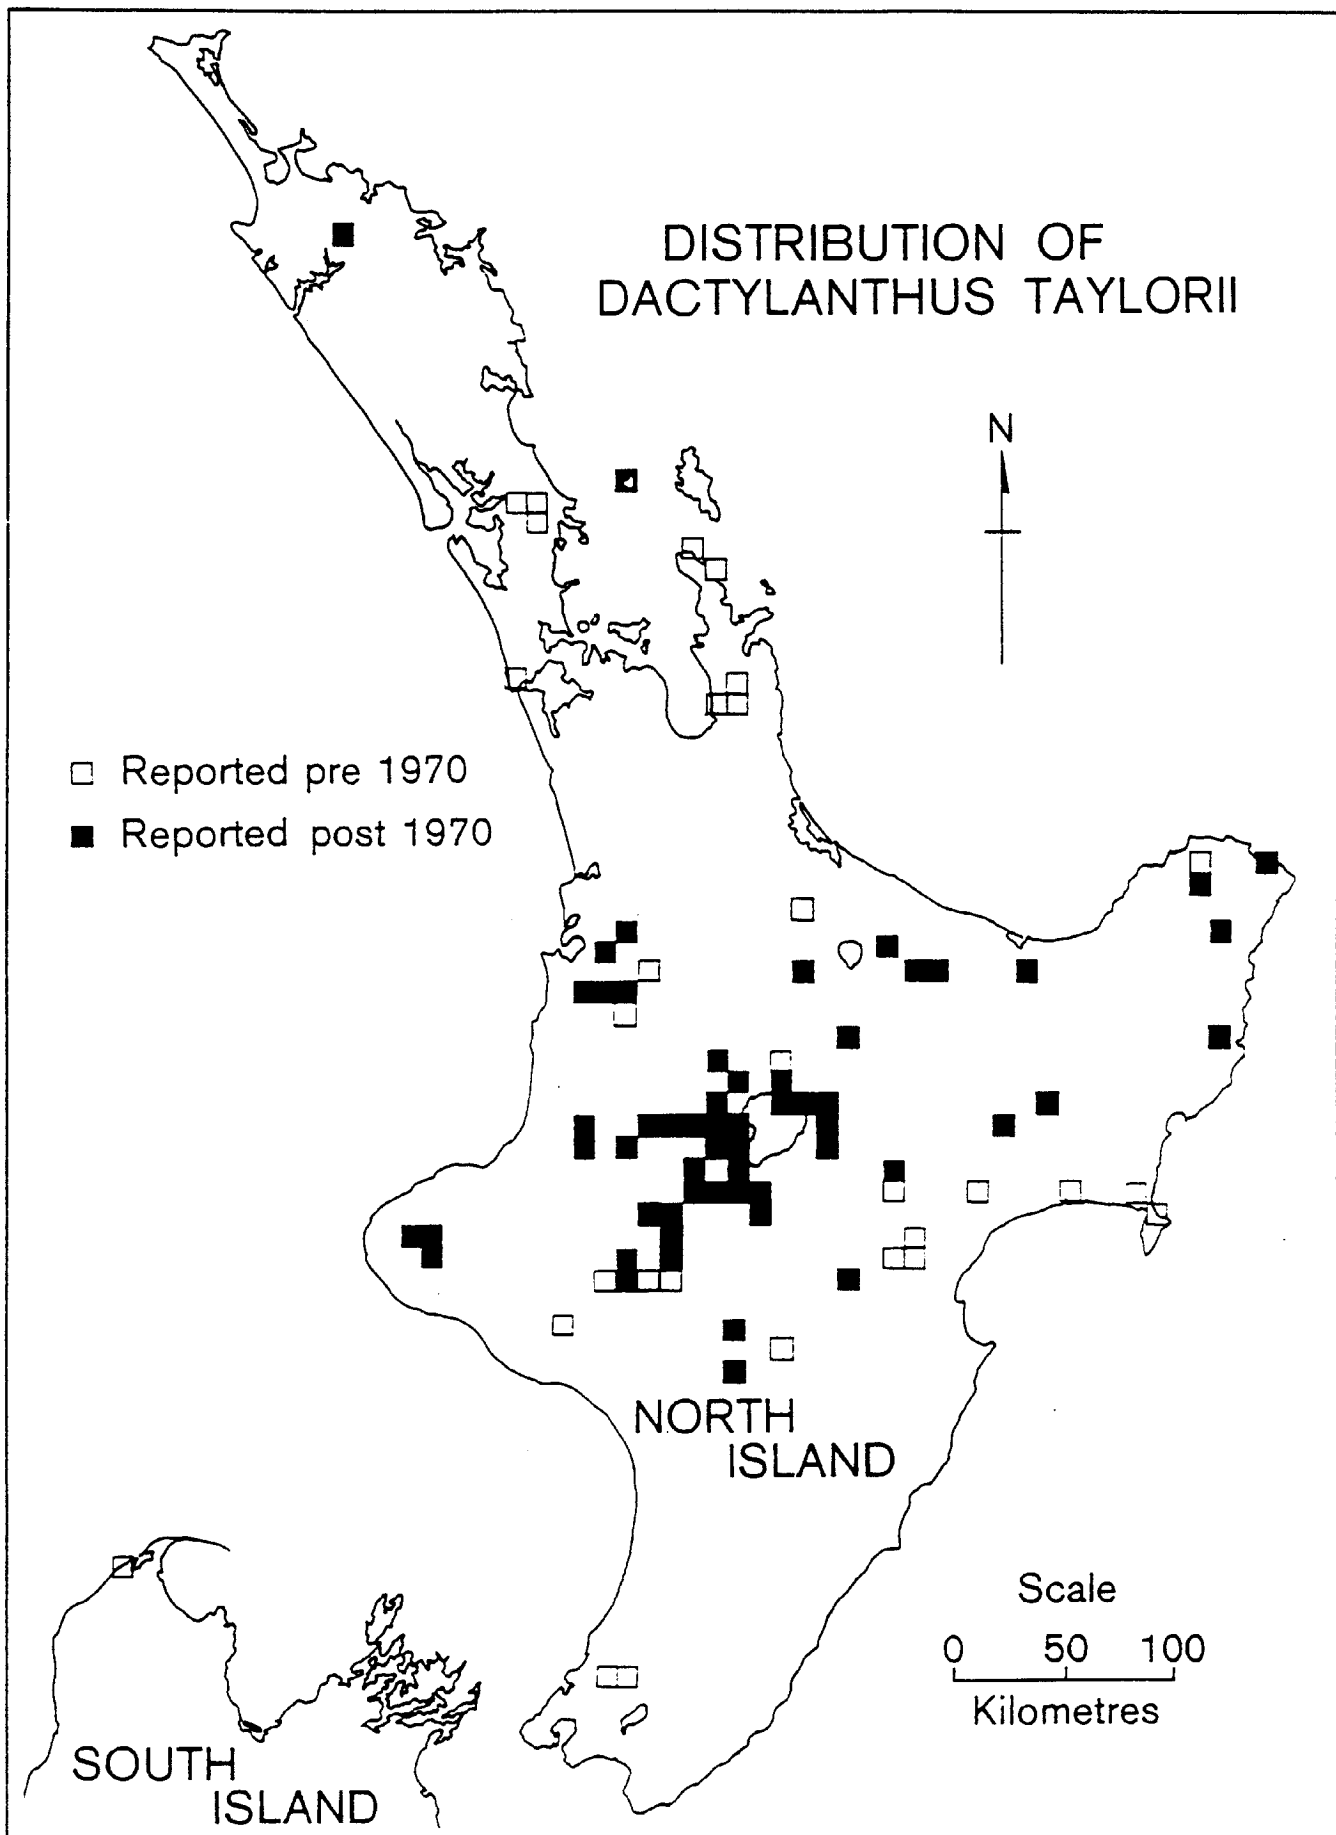 DISTRIBUTION OF
DACTYLANTHUS TAYLORII
N
Reported pre 1970
Reported post 1970
NORTH
ISLAND
Scale
0 50 100
Kilometres
SOUTH
ISLAND